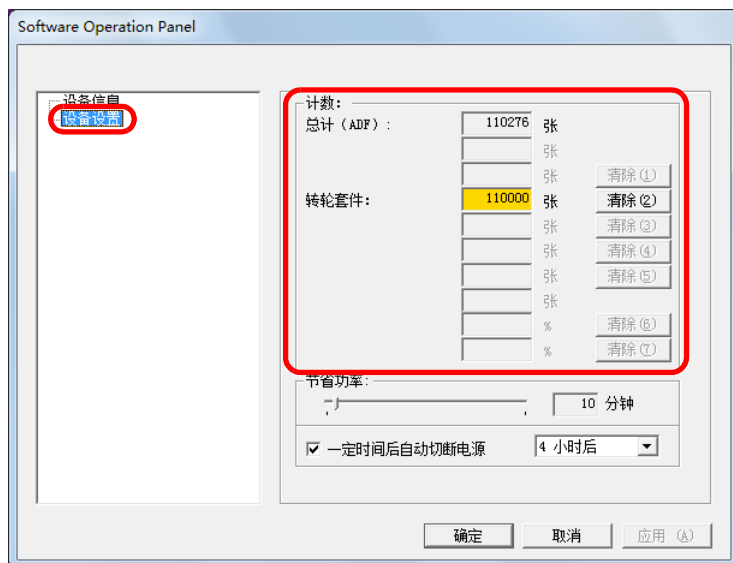 Software Operation Panel
设备信息
设备设置
计数:
总计 (ADF) : 110276 张
张
张 清除(1)
转轮套件: 110000 张 清除(2)
张 清除(3)
张 清除(4)
张 清除(5)
张
% 清除(6)
% 清除(7)
节省功率:
10 分钟
一定时间后自动切断电源 4 小时后
确定 取消 应用 (A)